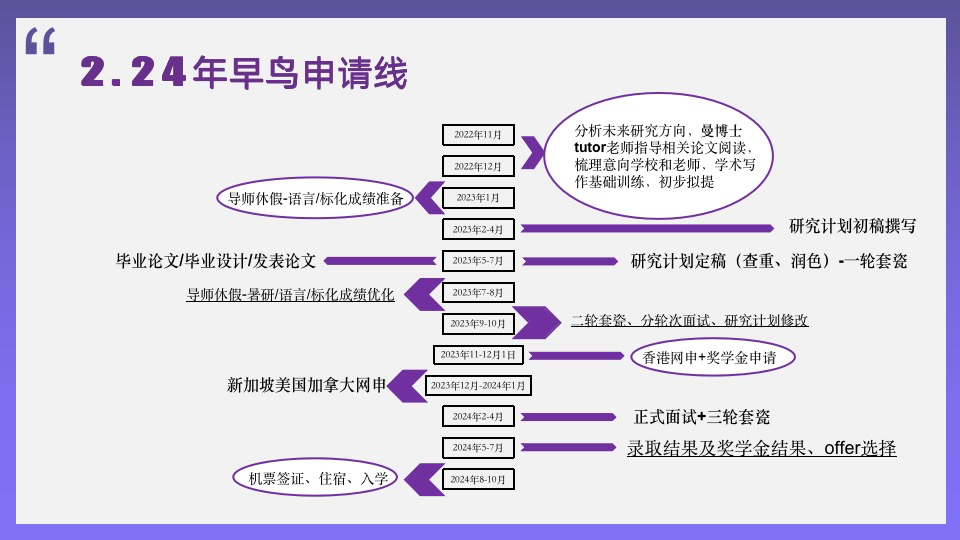 “
2.24年早鸟申请线
2022年11月
分析未来研究方向，曼博士
tutor老师指导相关论文阅读，
梳理意向学校和老师，学术写
作基础训练，初步拟提
2022年12月
导师休假-语言/标化成绩准备
2023年1月
2023年2-4月
研究计划初稿撰写
毕业论文/毕业设计/发表论文
2023年5-7月
研究计划定稿（查重、润色）-一轮套瓷
导师休假-暑研/语言/标化成绩优化
2023年7-8月
2023年9-10月
二轮套瓷、分轮次面试、研究计划修改
2023年11-12月1日
香港网申+奖学金申请
新加坡美国加拿大网申
2023年12月-2024年1月
2024年2-4月
正式面试+三轮套瓷
2024年5-7月
录取结果及奖学金结果、offer选择
机票签证、住宿、入学
2024年8-10月